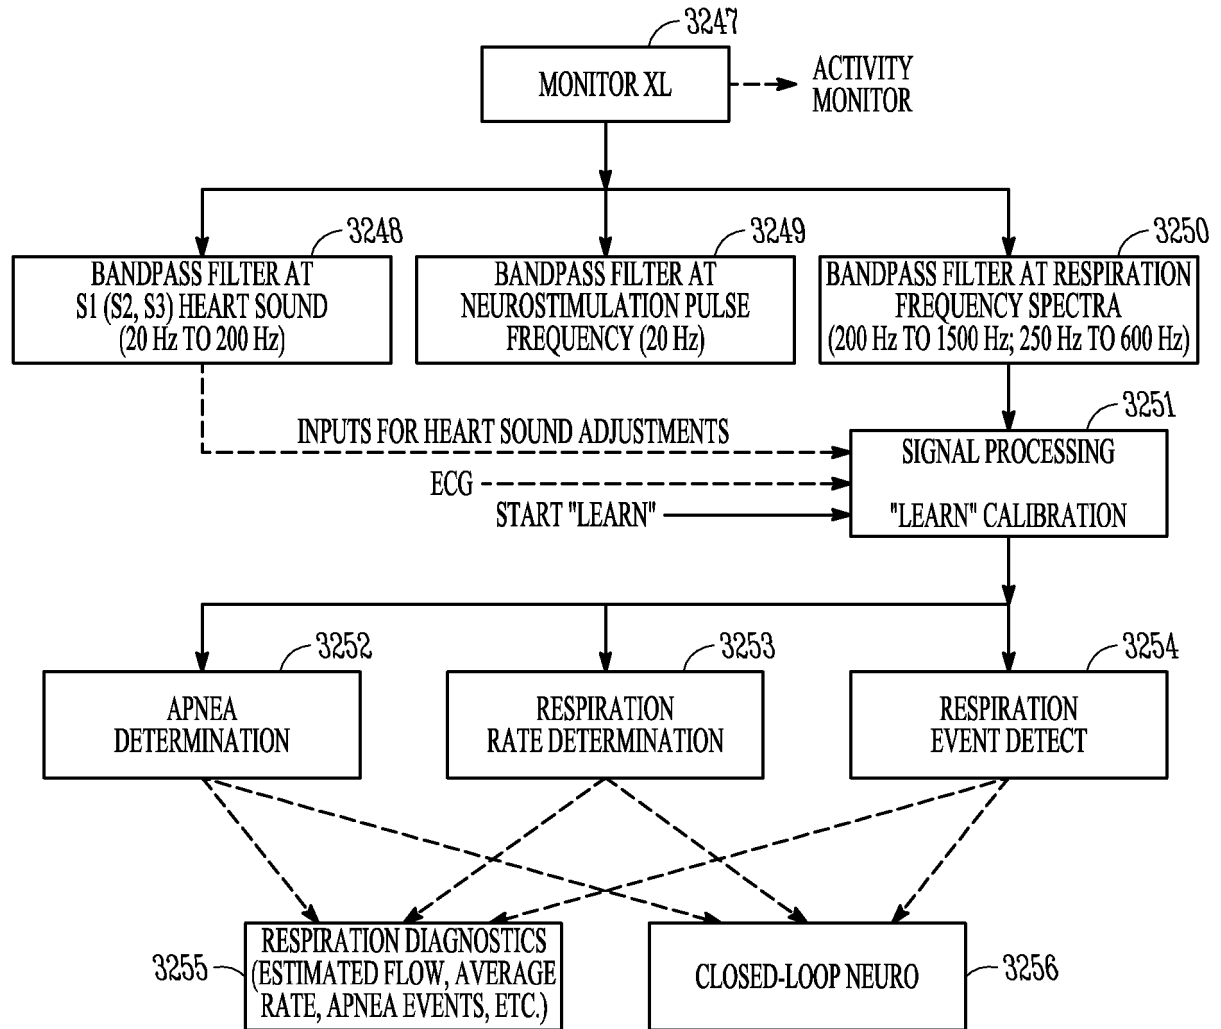 3247
MONITOR XL
ACTIVITY
MONITOR
3248
BANDPASS FILTER AT
S1 (S2, S3) HEART SOUND
(20 Hz TO 200 Hz)
3249
BANDPASS FILTER AT
NEUROSTIMULATION PULSE
FREQUENCY (20 Hz)
3250
BANDPASS FILTER AT RESPIRATION
FREQUENCY SPECTRA
(200 Hz TO 1500 Hz; 250 Hz TO 600 Hz)
INPUTS FOR HEART SOUND ADJUSTMENTS
ECG
START "LEARN"
3251
SIGNAL PROCESSING
"LEARN" CALIBRATION
3252
APNEA
DETERMINATION
3253
RESPIRATION
RATE DETERMINATION
3254
RESPIRATION
EVENT DETECT
3255
RESPIRATION DIAGNOSTICS
(ESTIMATED FLOW, AVERAGE
RATE, APNEA EVENTS, ETC.)
CLOSED-LOOP NEURO
3256